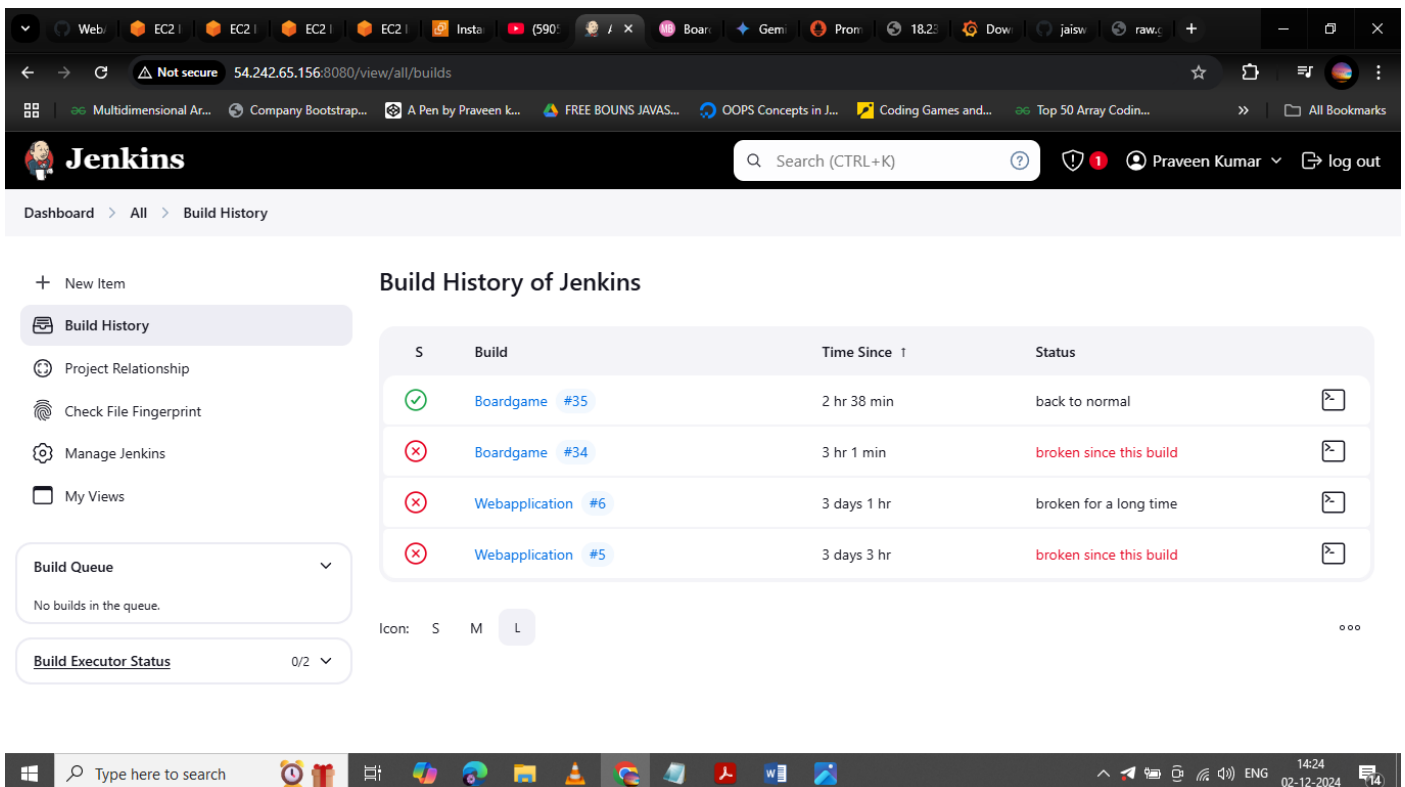 Web/ EC2 I EC2 I EC2 I EC2 I Insta (590 / Board Gemi Prom 18.23 Dow jaisw raw.g
Not secure 54.242.65.156:8080/view/all/builds
Multidimensional Ar... Company Bootstrap... A Pen by Praveen k... FREE BOUNS JAVAS... OOPS Concepts in J... Coding Games and... Top 50 Array Codin... » All Bookmarks
Jenkins Search (CTRL+K) ? 1 Praveen Kumar log out
Dashboard > All > Build History
New Item
Build History
Project Relationship
Check File Fingerprint
Manage Jenkins
My Views
Build Queue
No builds in the queue.
Build Executor Status 0/2
Build History of Jenkins
S Build Time Since ↑ Status
Boardgame #35 2 hr 38 min back to normal
Boardgame #34 3 hr 1 min broken since this build
Webapplication #6 3 days 1 hr broken for a long time
Webapplication #5 3 days 3 hr broken since this build
Icon: S M L
Type here to search ENG 14:24
02-12-2024 14